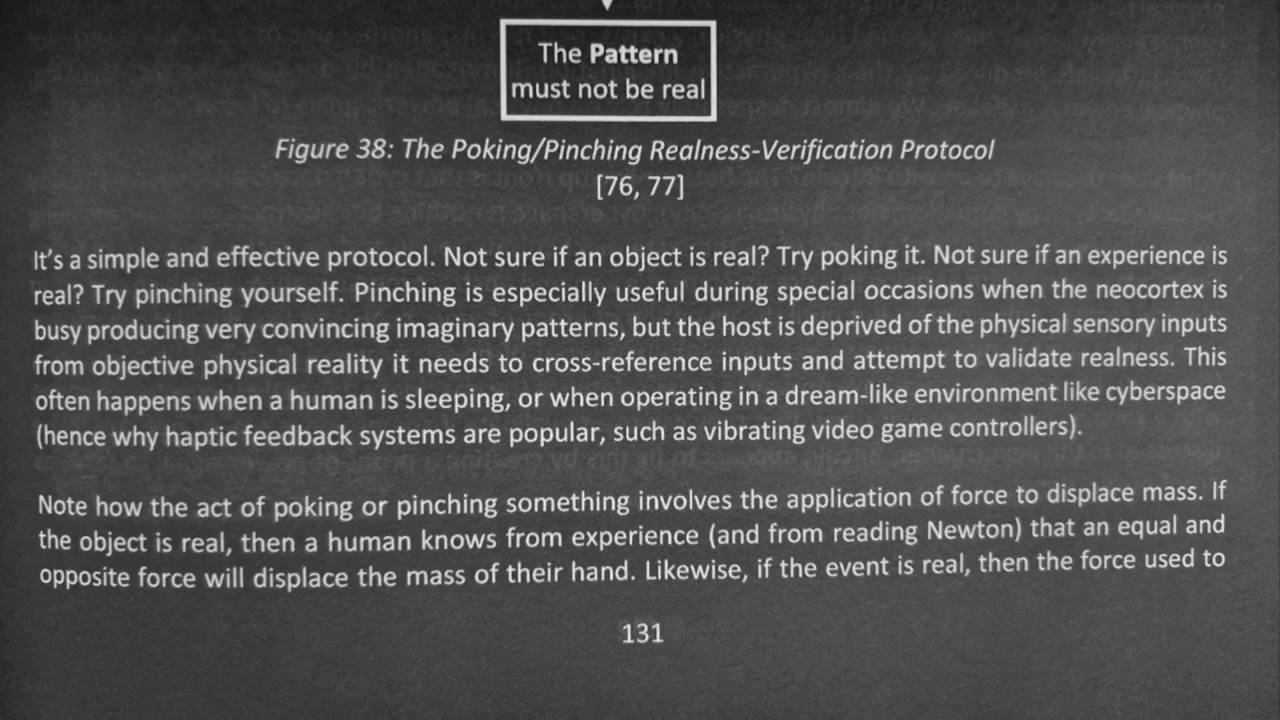 The Pattern
must not be real
Figure 38: The Poking/Pinching Realness-Verification Protocol
[76, 77]
It's a simple and effective protocol. Not sure if an object is real? Try poking it. Not sure if an experience is
real? Try pinching yourself. Pinching is especially useful during special occasions when the neocortex is
busy producing very convincing imaginary patterns, but the host is deprived of the physical sensory inputs
from objective physical reality it needs to cross-reference inputs and attempt to validate realness. This
often happens when a human is sleeping, or when operating in a dream-like environment like cyberspace
(hence why haptic feedback systems are popular, such as vibrating video game controllers).
Note how the act of poking or pinching something involves the application of force to displace mass. If
the object is real, then a human knows from experience (and from reading Newton) that an equal and
opposite force will displace the mass of their hand. Likewise, if the event is real, then the force used to
131